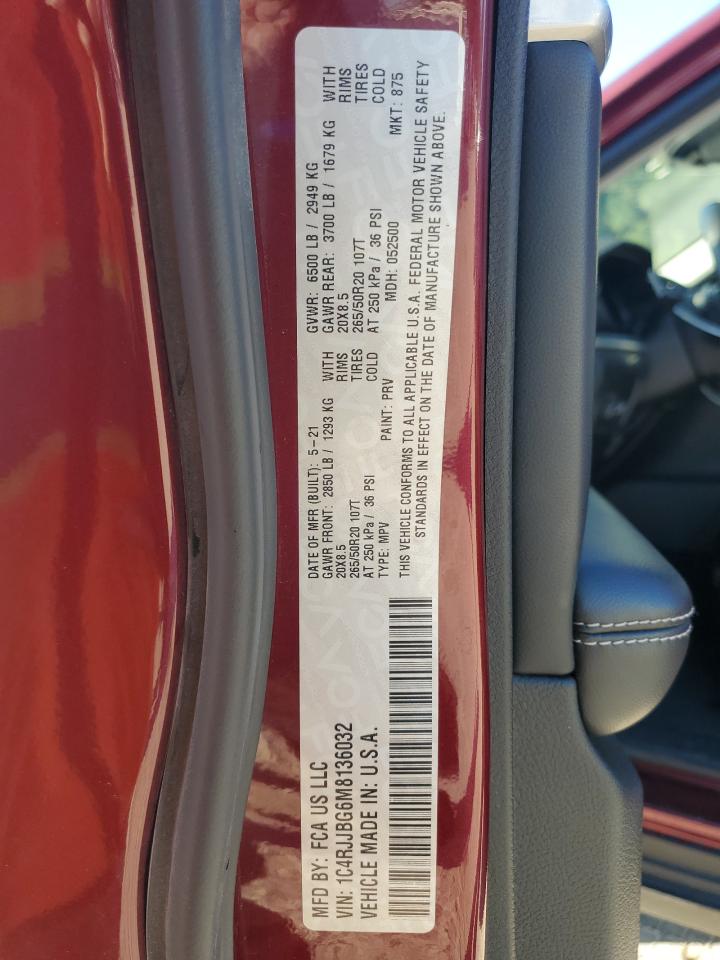 MFD BY: FCA US LLC
VIN: 1C4RJJBG6M8136032
VEHICLE MADE IN: U.S.A.
DATE OF MFR (BUILT): 5-21
GAWR FRONT: 2850 LB / 1293 KG WITH
20X8.5 RIMS
265/50R20 107T TIRES
AT 250 kPa / 36 PSI COLD
TYPE: MPV PAINT: PRV
GVWR: 6500 LB / 2949 KG
GAWR REAR: 3700 LB / 1679 KG WITH
20X8.5 RIMS
265/50R20 107T TIRES
AT 250 kPa / 36 PSI COLD
MDH: 052500 MKT: 875
THIS VEHICLE CONFORMS TO ALL APPLICABLE U.S.A. FEDERAL MOTOR VEHICLE SAFETY
STANDARDS IN EFFECT ON THE DATE OF MANUFACTURE SHOWN ABOVE.